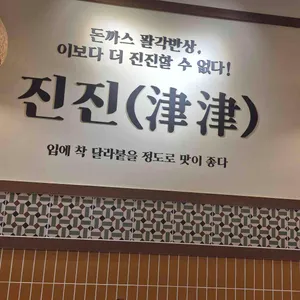 돈까스 팔각반상,
이보다 더 진진할 수 없다!
진진(津津)
입에 착 달라붙을 정도로 맛이 좋다